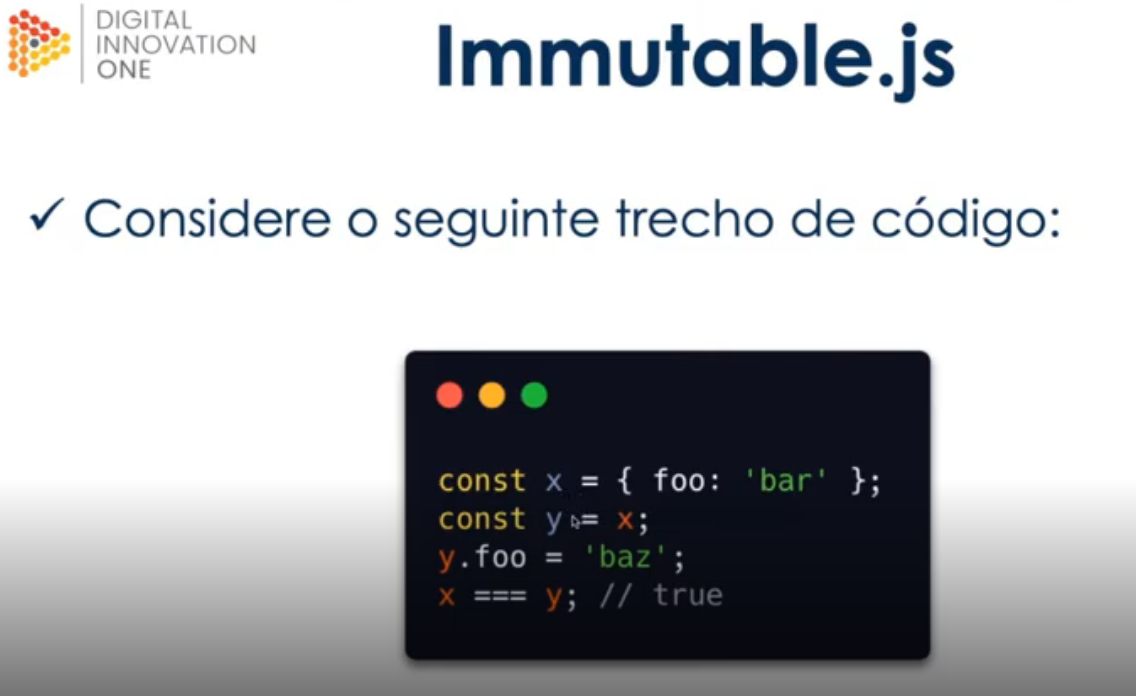 DIGITAL
INNOVATION
ONE
Immutable.js
✓ Considere o seguinte trecho de código:
const x = { foo: 'bar' };
const y = x;
y.foo = 'baz';
x === y; // true